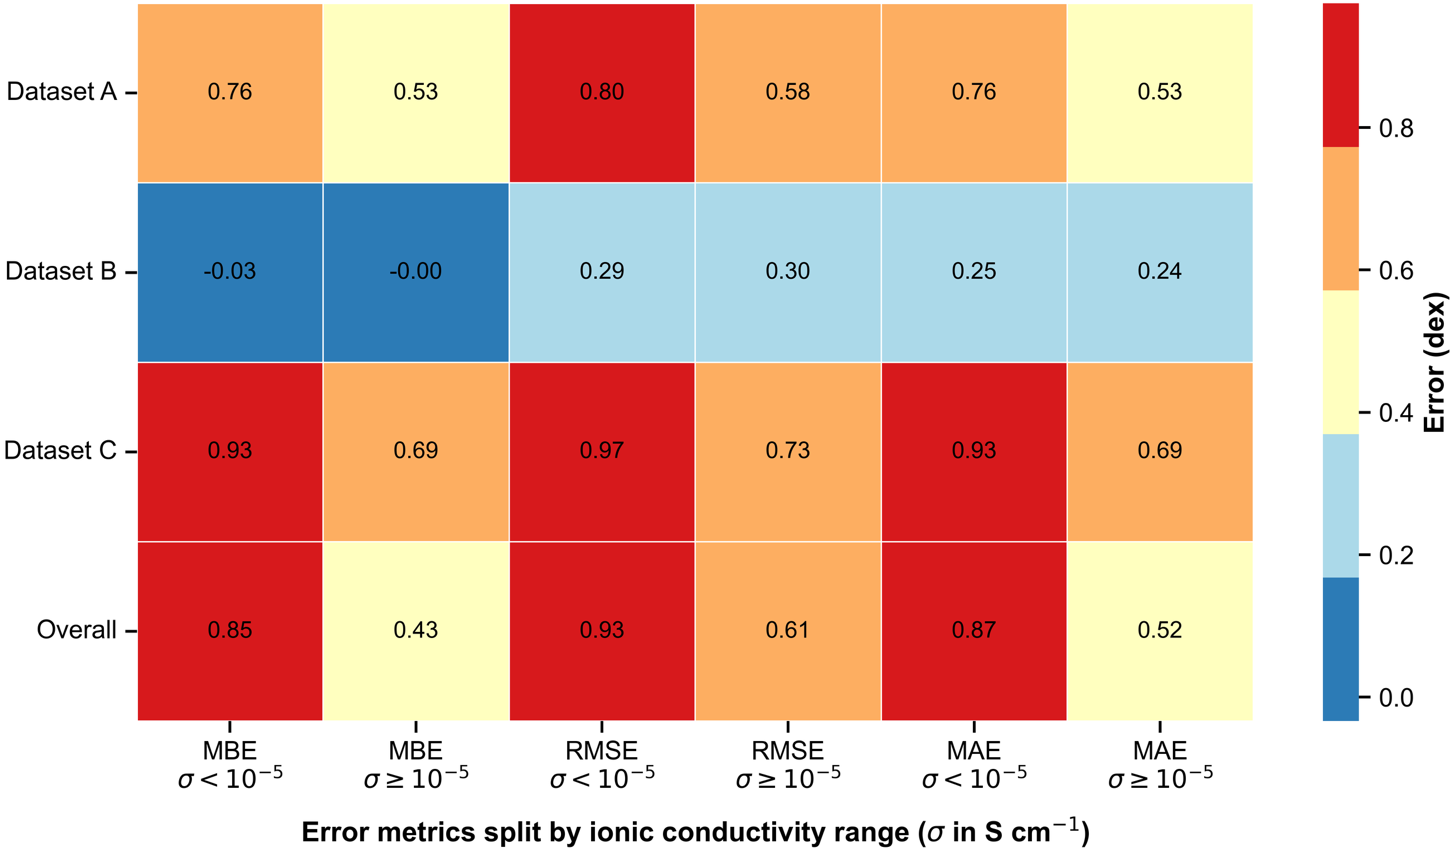 Dataset A 0.76 0.53 0.80 0.58 0.76 0.53
Dataset B -0.03 -0.00 0.29 0.30 0.25 0.24
Dataset C 0.93 0.69 0.97 0.73 0.93 0.69
Overall 0.85 0.43 0.93 0.61 0.87 0.52
MBE MBE RMSE RMSE MAE MAE
σ < 10⁻⁵ σ ≥ 10⁻⁵ σ < 10⁻⁵ σ ≥ 10⁻⁵ σ < 10⁻⁵ σ ≥ 10⁻⁵
Error metrics split by ionic conductivity range (σ in S cm⁻¹)
0.8
0.6
0.4
0.2
0.0
Error (dex)